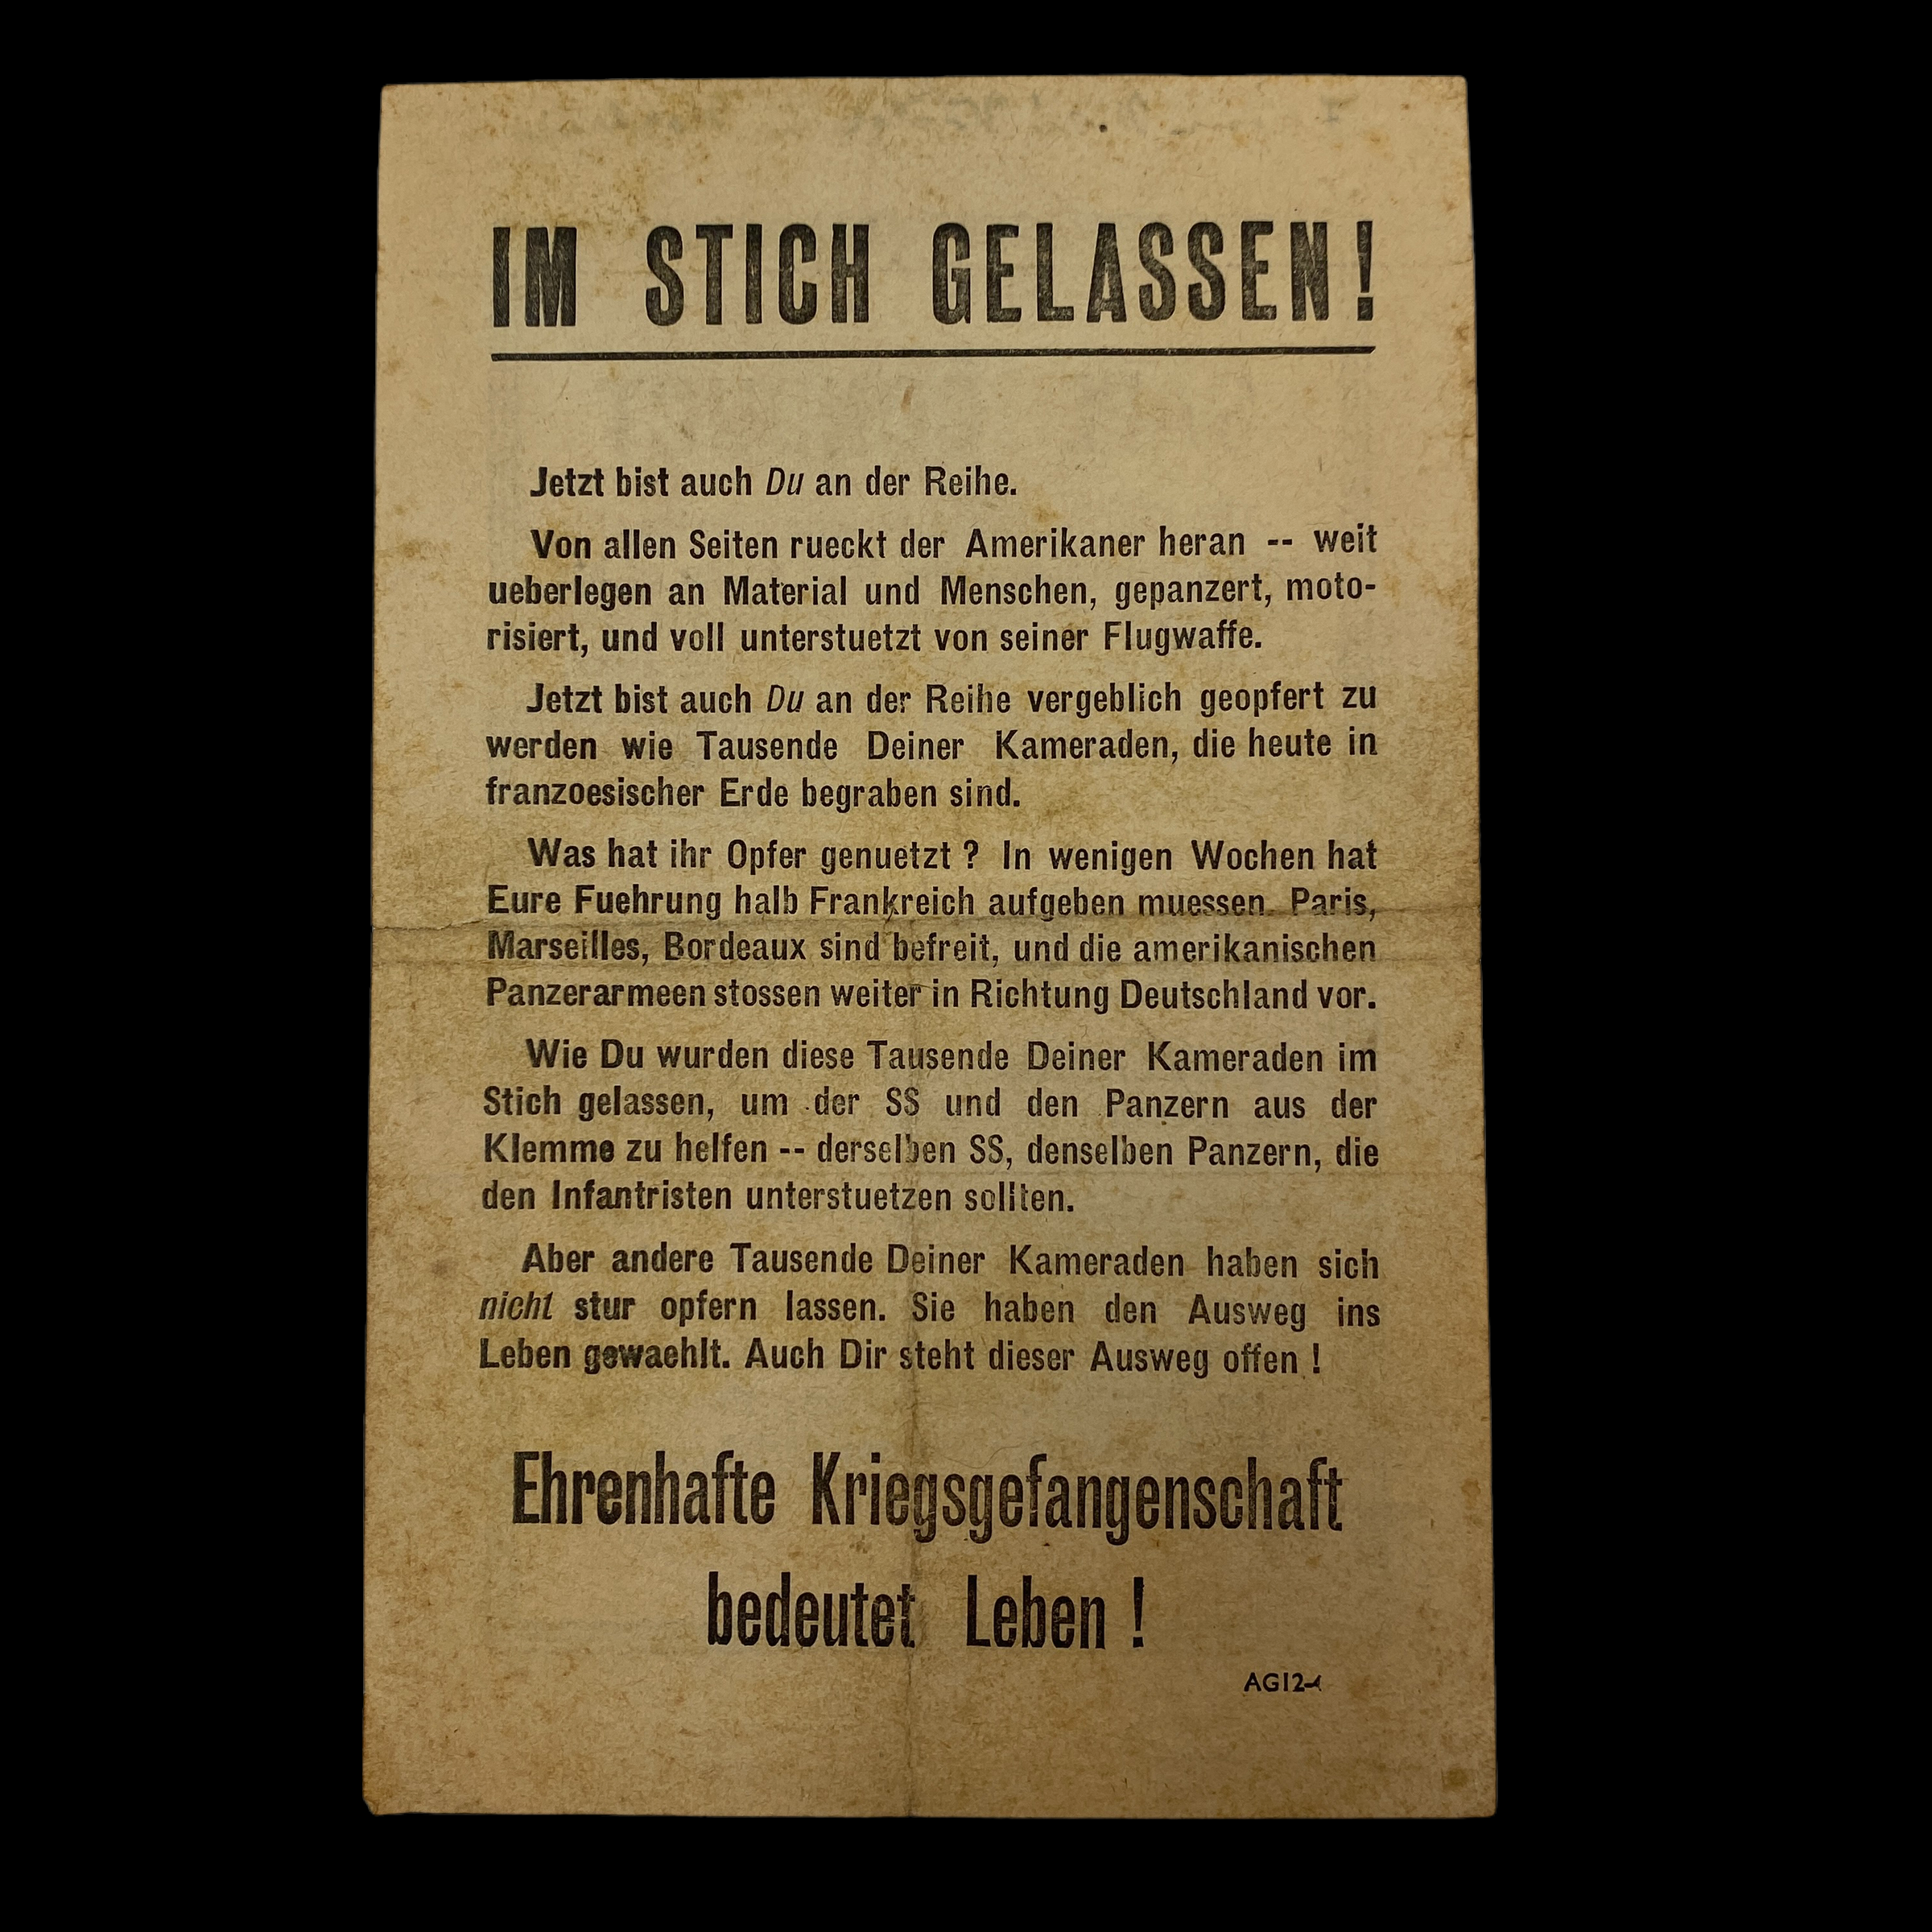 IM STICH GELASSEN!
Jetzt bist auch Du an der Reihe.
Von allen Seiten rueckt der Amerikaner heran -- weit
ueberlegen an Material und Menschen, gepanzert, moto-
risiert, und voll unterstuetzt von seiner Flugwaffe.
Jetzt bist auch Du an der Reihe vergeblich geopfert zu
werden wie Tausende Deiner Kameraden, die heute in
franzoesischer Erde begraben sind.
Was hat ihr Opfer genuetzt ? In wenigen Wochen hat
Eure Fuehrung halb Frankreich aufgeben muessen. Paris,
Marseilles, Bordeaux sind befreit, und die amerikanischen
Panzerarmeen stossen weiter in Richtung Deutschland vor.
Wie Du wurden diese Tausende Deiner Kameraden im
Stich gelassen, um der SS und den Panzern aus der
Klemme zu helfen -- derselben SS, denselben Panzern, die
den Infantristen unterstuetzen sollten.
Aber andere Tausende Deiner Kameraden haben sich
nicht stur opfern lassen. Sie haben den Ausweg ins
Leben gewaehlt. Auch Dir steht dieser Ausweg offen !
Ehrenhafte Kriegsgefangenschaft
bedeutet Leben !